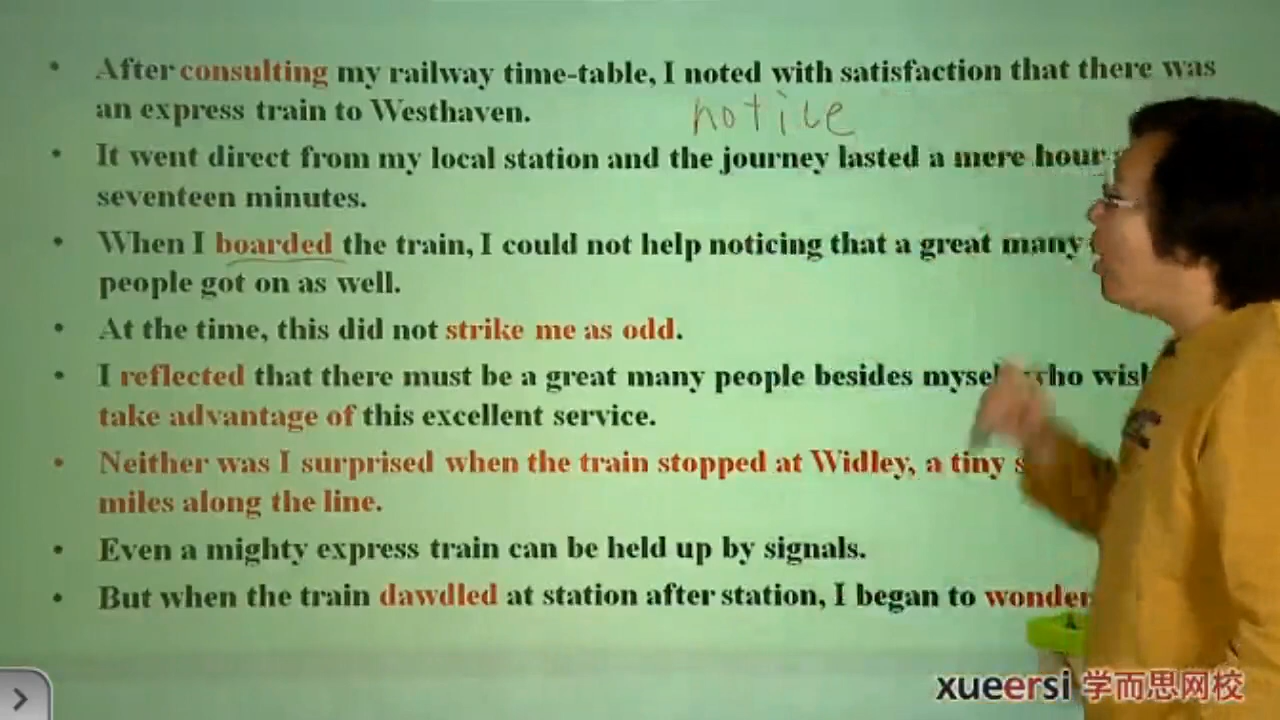 • After consulting my railway time-table, I noted with satisfaction that there was
an express train to Westhaven.
notice
• It went direct from my local station and the journey lasted a mere hour
seventeen minutes.
• When I boarded the train, I could not help noticing that a great many
people got on as well.
• At the time, this did not strike me as odd.
• I reflected that there must be a great many people besides myself who
take advantage of this excellent service.
• Neither was I surprised when the train stopped at Widley, a tiny
miles along the line.
• Even a mighty express train can be held up by signals.
• But when the train dawdled at station after station, I began to wonder
xueersi 学而思网校